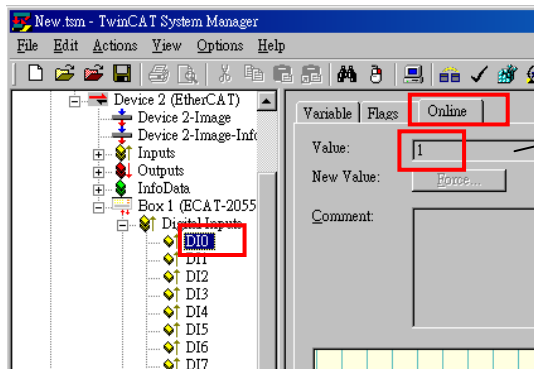 New.tsm - TwinCAT System Manager
File Edit Actions View Options Help
Device 2 (EtherCAT)
Device 2-Image
Device 2-Image-Info
Inputs
Outputs
InfoData
Box 1 (ECAT-2055
Digital Inputs
DI0
DI1
DI2
DI3
DI4
DI5
DI6
DI7
Variable Flags Online
Value: 1
New Value: Force...
Comment: